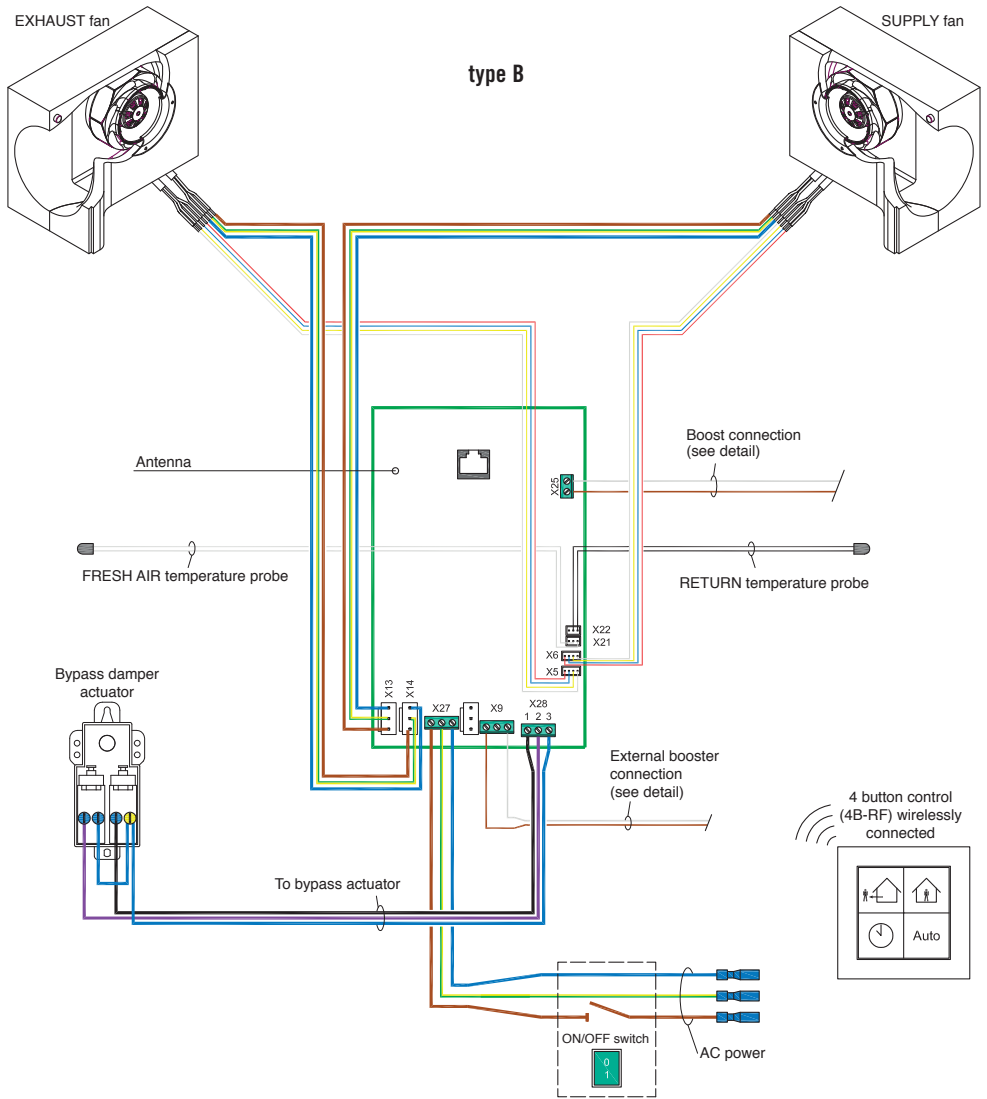 EXHAUST fan
SUPPLY fan
type B
Boost connection
(see detail)
Antenna
X25
FRESH AIR temperature probe
RETURN temperature probe
X22
X21
X6
X5
Bypass damper
actuator
X13
X14
X27
X9
X28
1 2 3
External booster
connection
(see detail)
4 button control
(4B-RF) wirelessly
connected
To bypass actuator
Auto
ON/OFF switch
0
1
AC power